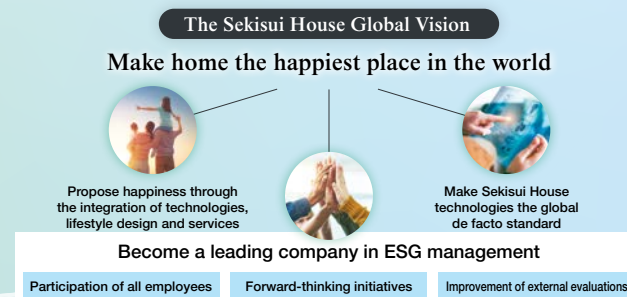 The Sekisui House Global Vision
Make home the happiest place in the world
Propose happiness through
the integration of technologies,
lifestyle design and services
Make Sekisui House
technologies the global
de facto standard
Become a leading company in ESG management
Participation of all employees
Forward-thinking initiatives
Improvement of external evaluations